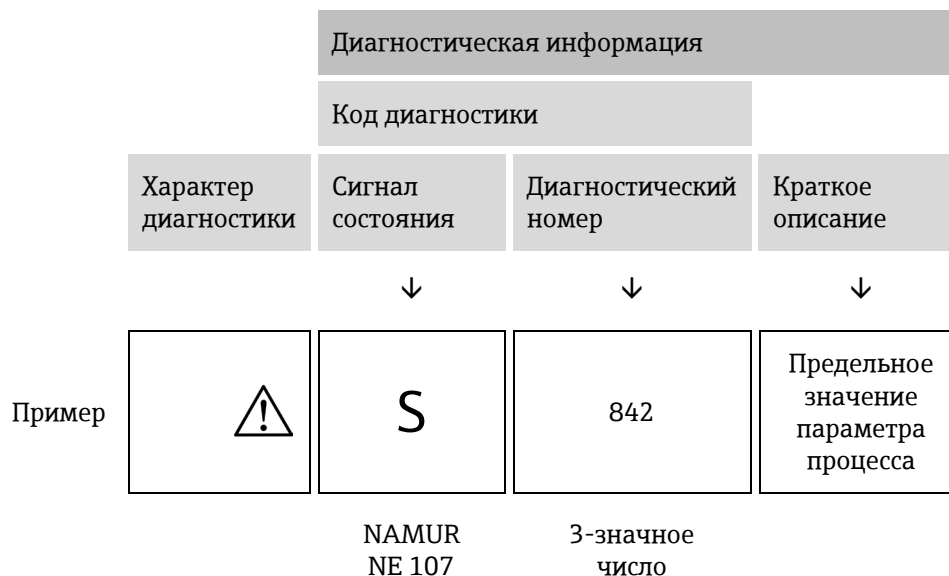 Диагностическая информация
Код диагностики
Характер
диагностики
Сигнал
состояния
Диагностический
номер
Краткое
описание
Пример
S
842
Предельное
значение
параметра
процесса
NAMUR
NE 107
3-значное
число